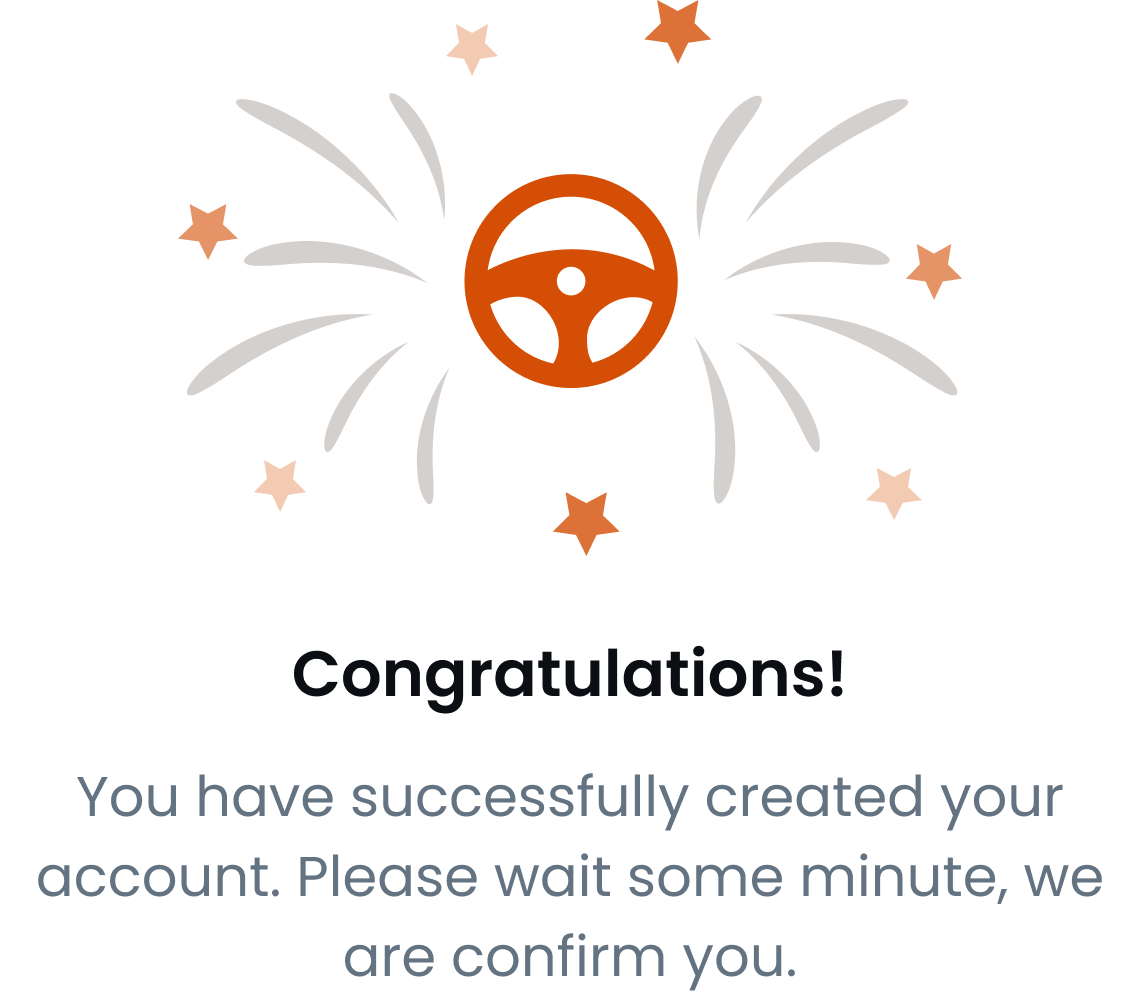 Congratulations!
You have successfully created your
account. Please wait some minute, we
are confirm you.